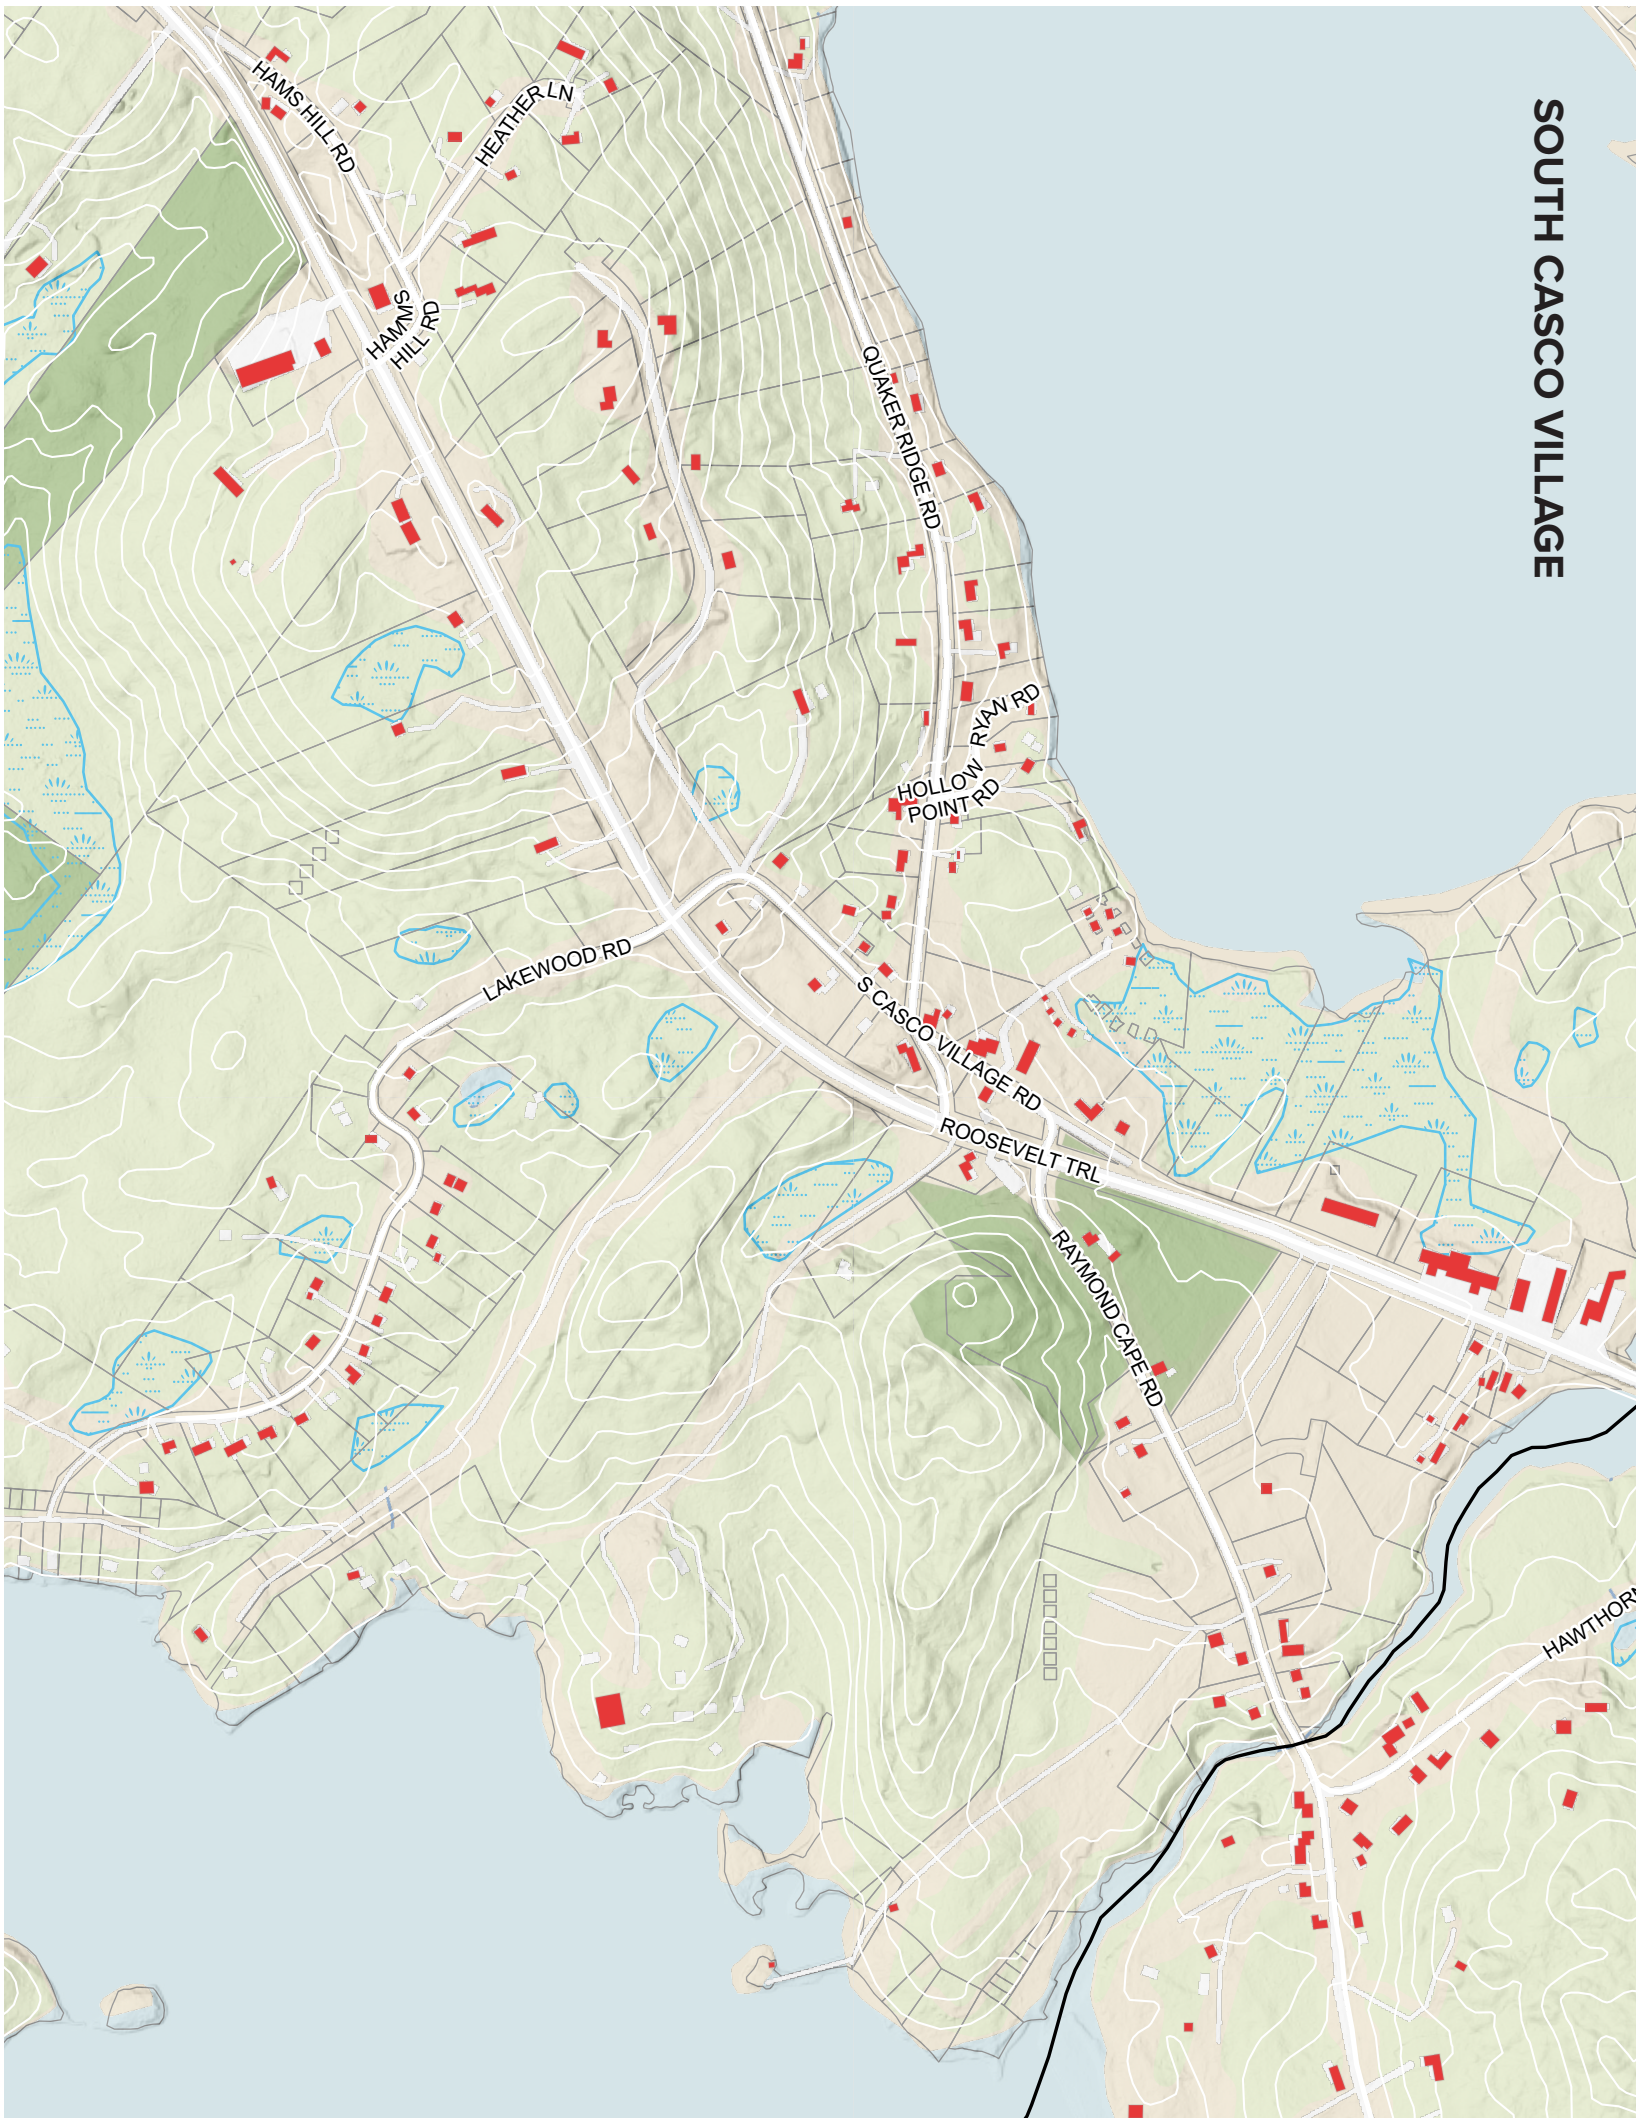 SOUTH CASCO VILLAGE
HAMS HILL RD
HEATHER LN
HAMMS
HILL RD
QUAKER RIDGE RD
RYAN RD
HOLLOW
POINT RD
LAKEWOOD RD
S CASCO VILLAGE RD
ROOSEVELT TRL
RAYMOND CAPE RD